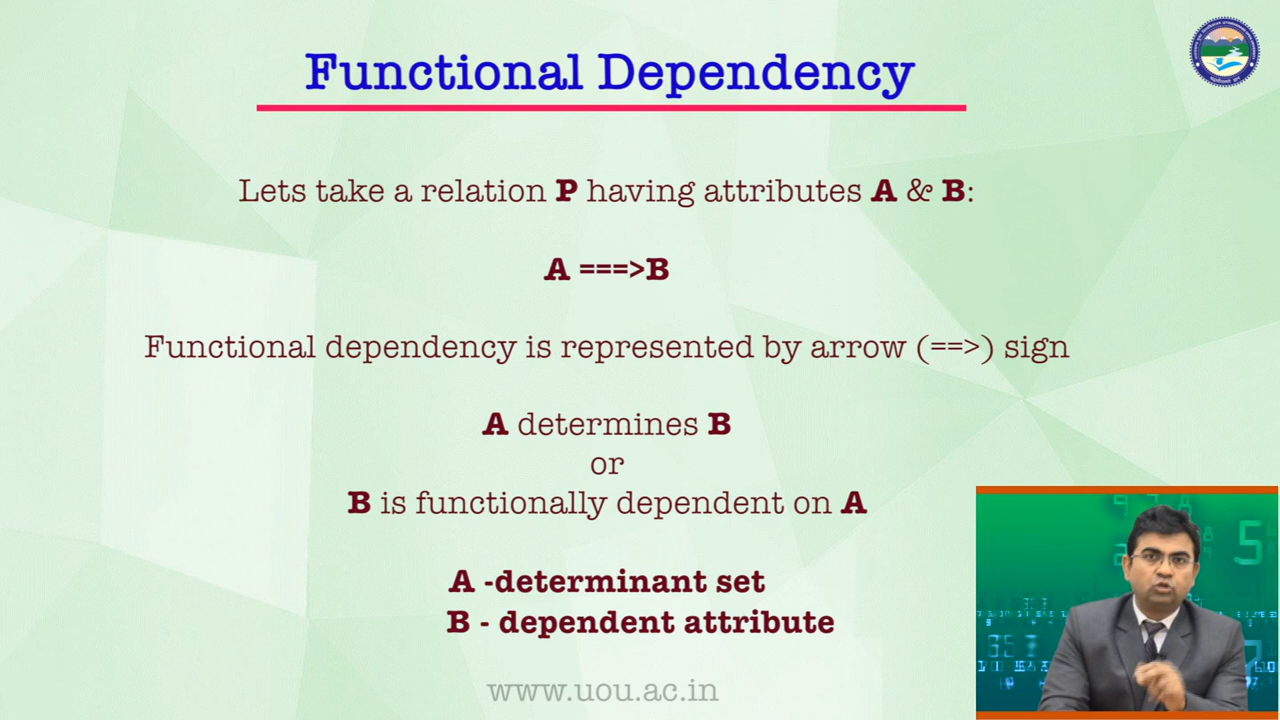 Functional Dependency
Lets take a relation P having attributes A & B:
A ===>B
Functional dependency is represented by arrow (==>) sign
A determines B
or
B is functionally dependent on A
A -determinant set
B - dependent attribute
www.uou.ac.in